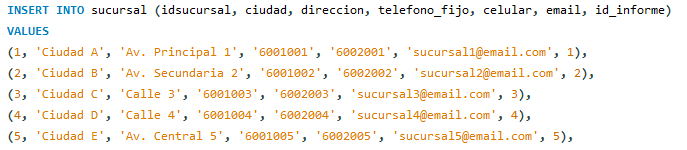 INSERT INTO sucursal (idsucursal, ciudad, direccion, telefono_fijo, celular, email, id_informe)
VALUES
(1, 'Ciudad A', 'Av. Principal 1', '6001001', '6002001', 'sucursal1@email.com', 1),
(2, 'Ciudad B', 'Av. Secundaria 2', '6001002', '6002002', 'sucursal2@email.com', 2),
(3, 'Ciudad C', 'Calle 3', '6001003', '6002003', 'sucursal3@email.com', 3),
(4, 'Ciudad D', 'Calle 4', '6001004', '6002004', 'sucursal4@email.com', 4),
(5, 'Ciudad E', 'Av. Central 5', '6001005', '6002005', 'sucursal5@email.com', 5),